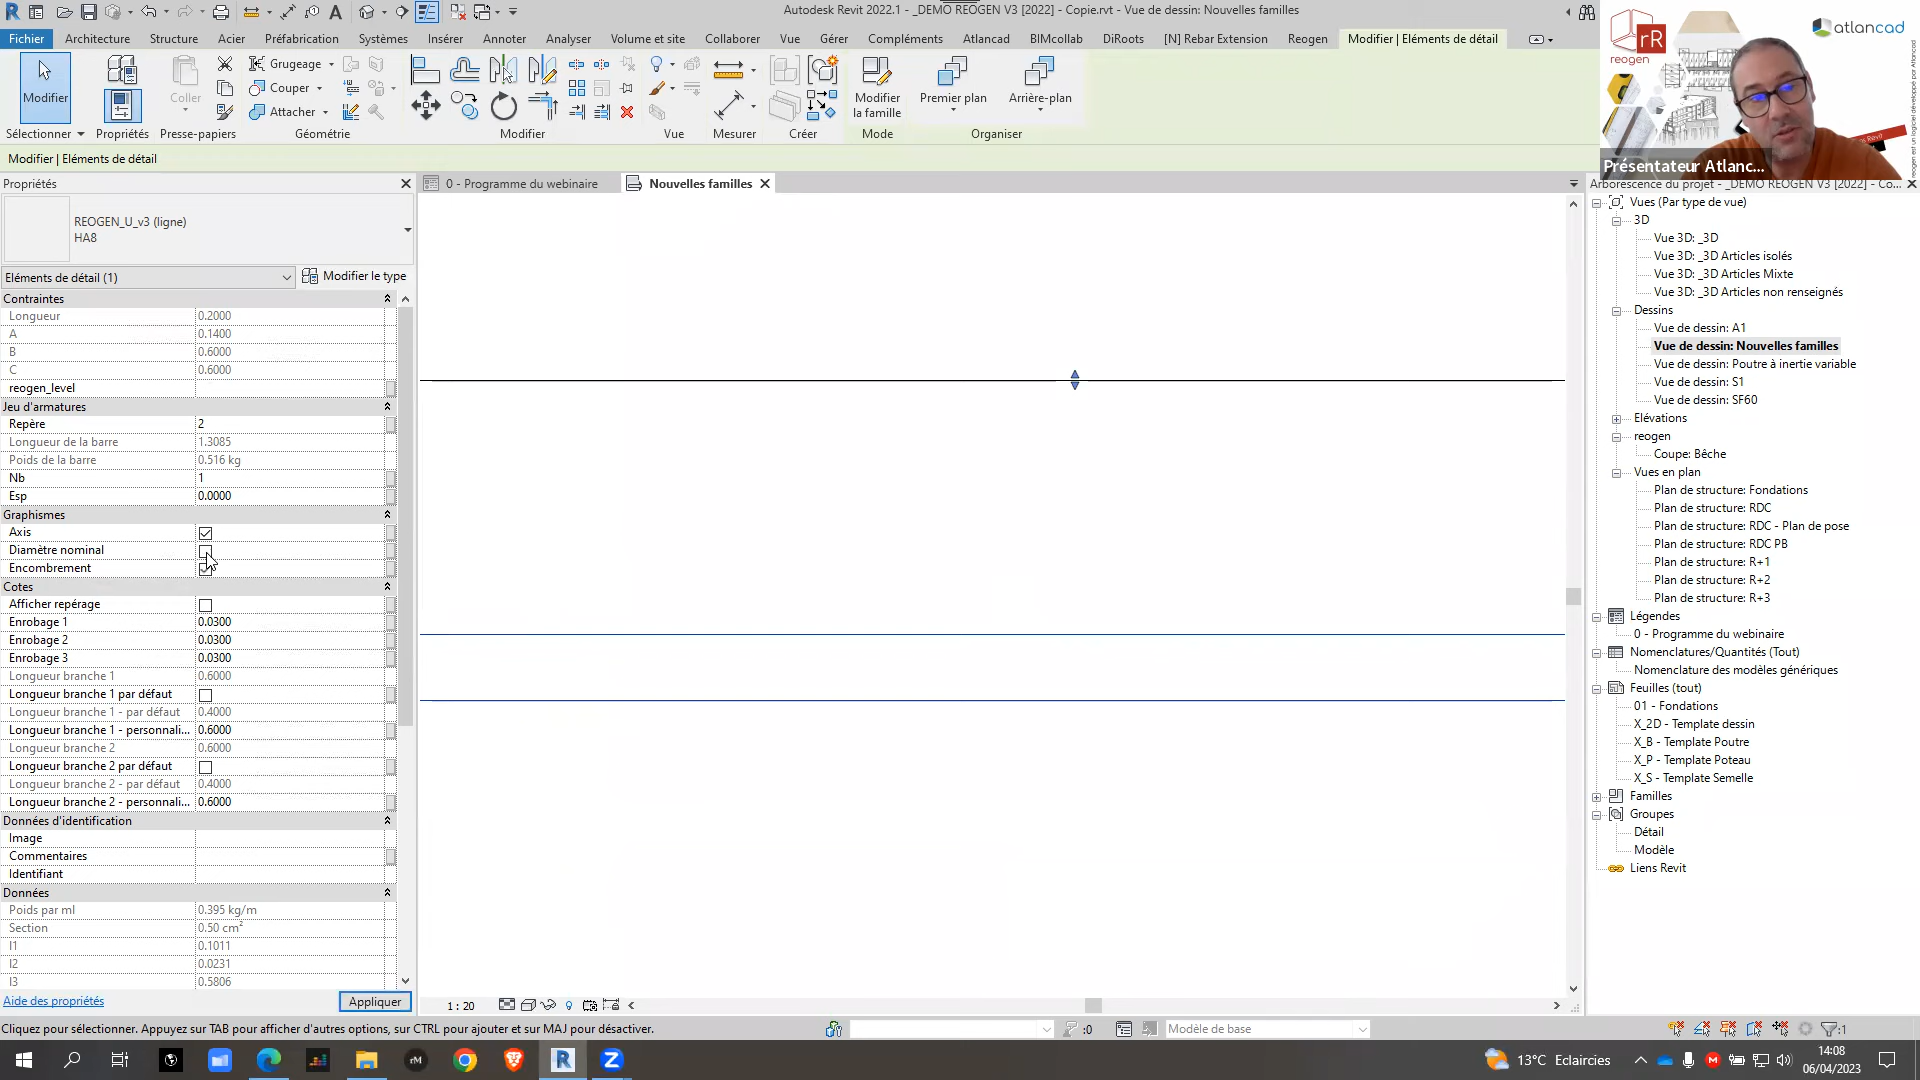 Autodesk Revit 2022.1 - _DEMO REOGEN V3 [2022] - Copie.rvt - Vue de dessin: Nouvelles familles
Fichier Architecture Structure Acier Préfabrication Systèmes Insérer Annoter Analyser Volume et site Collaborer Vue Gérer Compléments Atlancad BIMcollab DiRoots [N] Rebar Extension Reogen Modifier | Eléments de détail
Modifier
Coller
Grugeage
Couper
Attacher
Modifier la famille
Premier plan
Arrière-plan
Sélectionner Propriétés Presse-papiers Géométrie Modifier Vue Mesurer Créer Mode Organiser
reogen
rR
atlancad
Présentateur Atlanc...
Modifier | Eléments de détail
Propriétés
REOGEN_U_v3 (ligne)
HA8
Eléments de détail (1)
Modifier le type
Contraintes
Longueur 0.2000
A 0.1400
B 0.6000
C 0.6000
reogen_level
Jeu d'armatures
Repère 2
Longueur de la barre 1.3085
Poids de la barre 0.516 kg
Nb 1
Esp 0.0000
Graphismes
Axis
Diamètre nominal
Encombrement
Cotes
Afficher repérage
Enrobage 1 0.0300
Enrobage 2 0.0300
Enrobage 3 0.0300
Longueur branche 1 0.6000
Longueur branche 1 par défaut
Longueur branche 1 - par défaut 0.4000
Longueur branche 1 - personnali... 0.6000
Longueur branche 2 0.6000
Longueur branche 2 par défaut
Longueur branche 2 - par défaut 0.4000
Longueur branche 2 - personnali... 0.6000
Données d'identification
Image
Commentaires
Identifiant
Données
Poids par ml 0.395 kg/m
Section 0.50 cm²
l1 0.1011
l2 0.0231
l3 0.5806
Aide des propriétés
Appliquer
0 - Programme du webinaire
Nouvelles familles
1 : 20
Arborescence du projet - _DEMO REOGEN V3 [2022] - Co...
Vues (Par type de vue)
3D
Vue 3D: _3D
Vue 3D: _3D Articles isolés
Vue 3D: _3D Articles Mixte
Vue 3D: _3D Articles non renseignés
Dessins
Vue de dessin: A1
Vue de dessin: Nouvelles familles
Vue de dessin: Poutre à inertie variable
Vue de dessin: S1
Vue de dessin: SF60
Elévations
reogen
Coupe: Bêche
Vues en plan
Plan de structure: Fondations
Plan de structure: RDC
Plan de structure: RDC - Plan de pose
Plan de structure: RDC PB
Plan de structure: R+1
Plan de structure: R+2
Plan de structure: R+3
Légendes
0 - Programme du webinaire
Nomenclatures/Quantités (Tout)
Nomenclature des modèles génériques
Feuilles (tout)
01 - Fondations
X_2D - Template dessin
X_B - Template Poutre
X_P - Template Poteau
X_S - Template Semelle
Familles
Groupes
Détail
Modèle
Liens Revit
Cliquez pour sélectionner. Appuyez sur TAB pour afficher d'autres options, sur CTRL pour ajouter et sur MAJ pour désactiver.
:0
Modèle de base
:1
13°C Eclaircies
14:08
06/04/2023